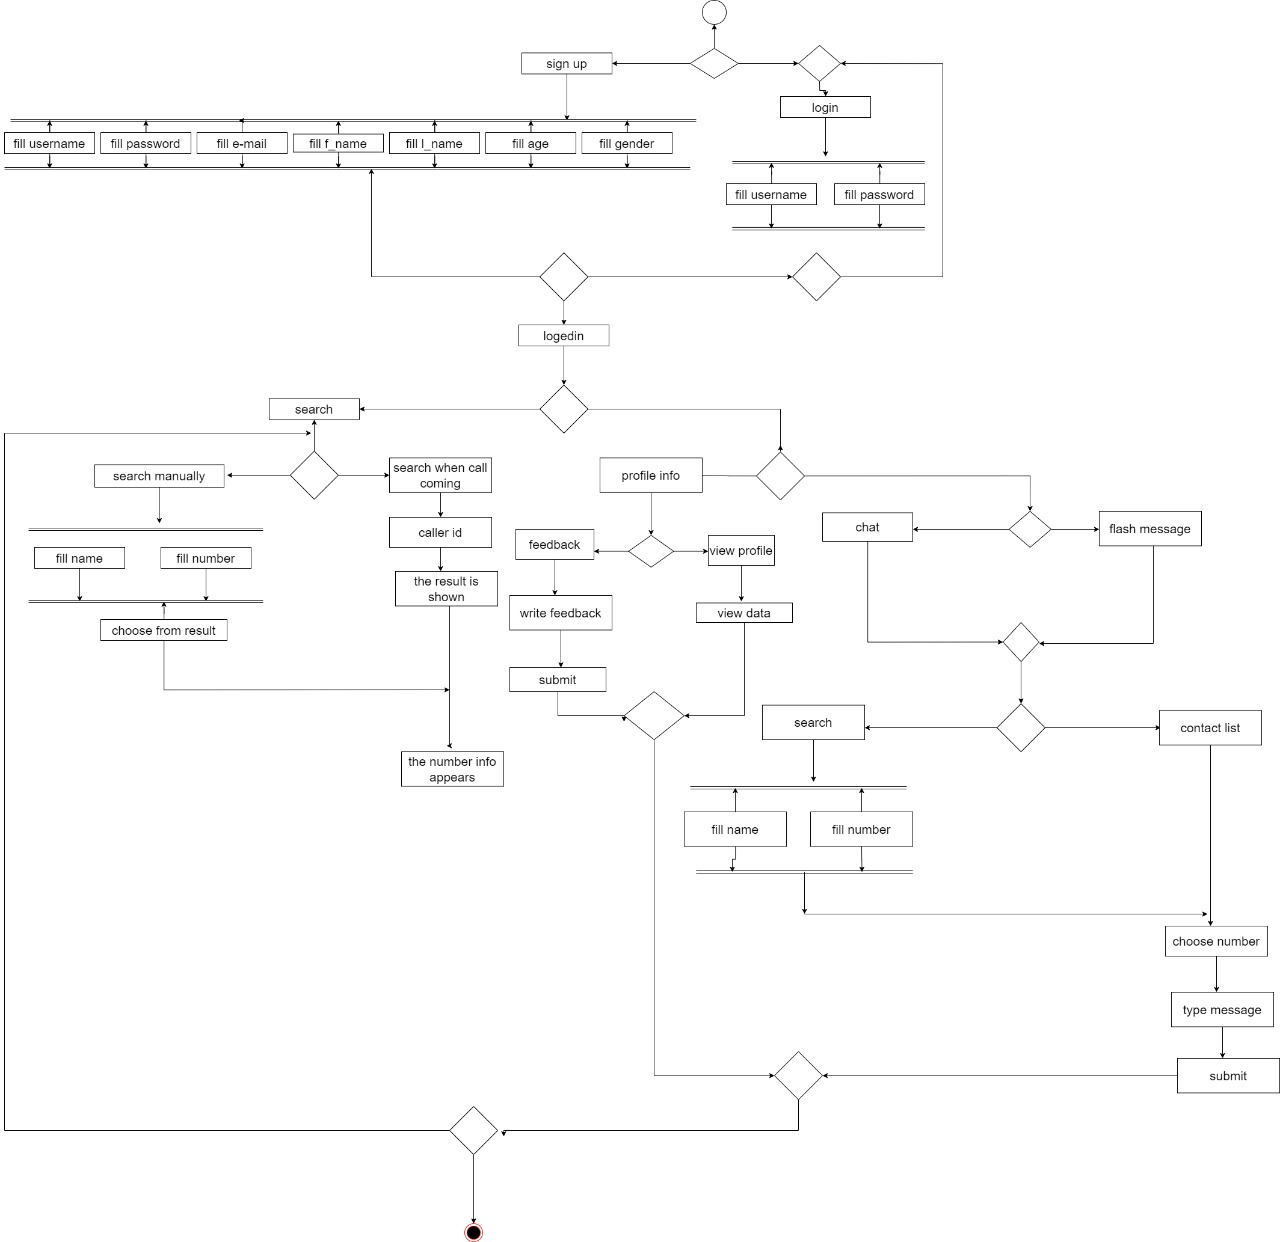 sign up
login
fill username
fill password
fill e-mail
fill f_name
fill l_name
fill age
fill gender
fill username
fill password
logedin
search
search manually
search when call
coming
profile info
chat
flash message
caller id
feedback
view profile
fill name
fill number
the result is
shown
write feedback
view data
choose from result
submit
search
contact list
the number info
appears
fill name
fill number
choose number
type message
submit